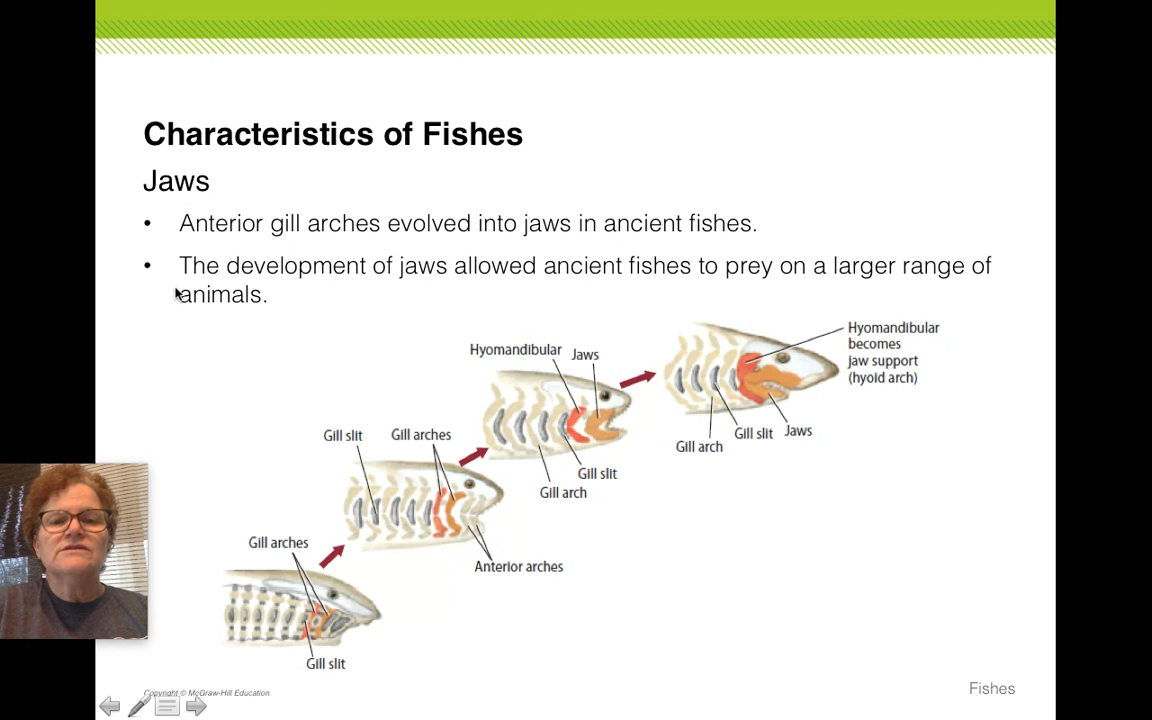 Characteristics of Fishes
Jaws
• Anterior gill arches evolved into jaws in ancient fishes.
• The development of jaws allowed ancient fishes to prey on a larger range of
animals.
Hyomandibular
becomes
jaw support
(hyoid arch)
Hyomandibular Jaws
Gill slit Gill arches
Gill arch Gill slit Jaws
Gill slit
Gill arch
Gill arches
Anterior arches
Gill slit
Copyright © McGraw-Hill Education
Fishes